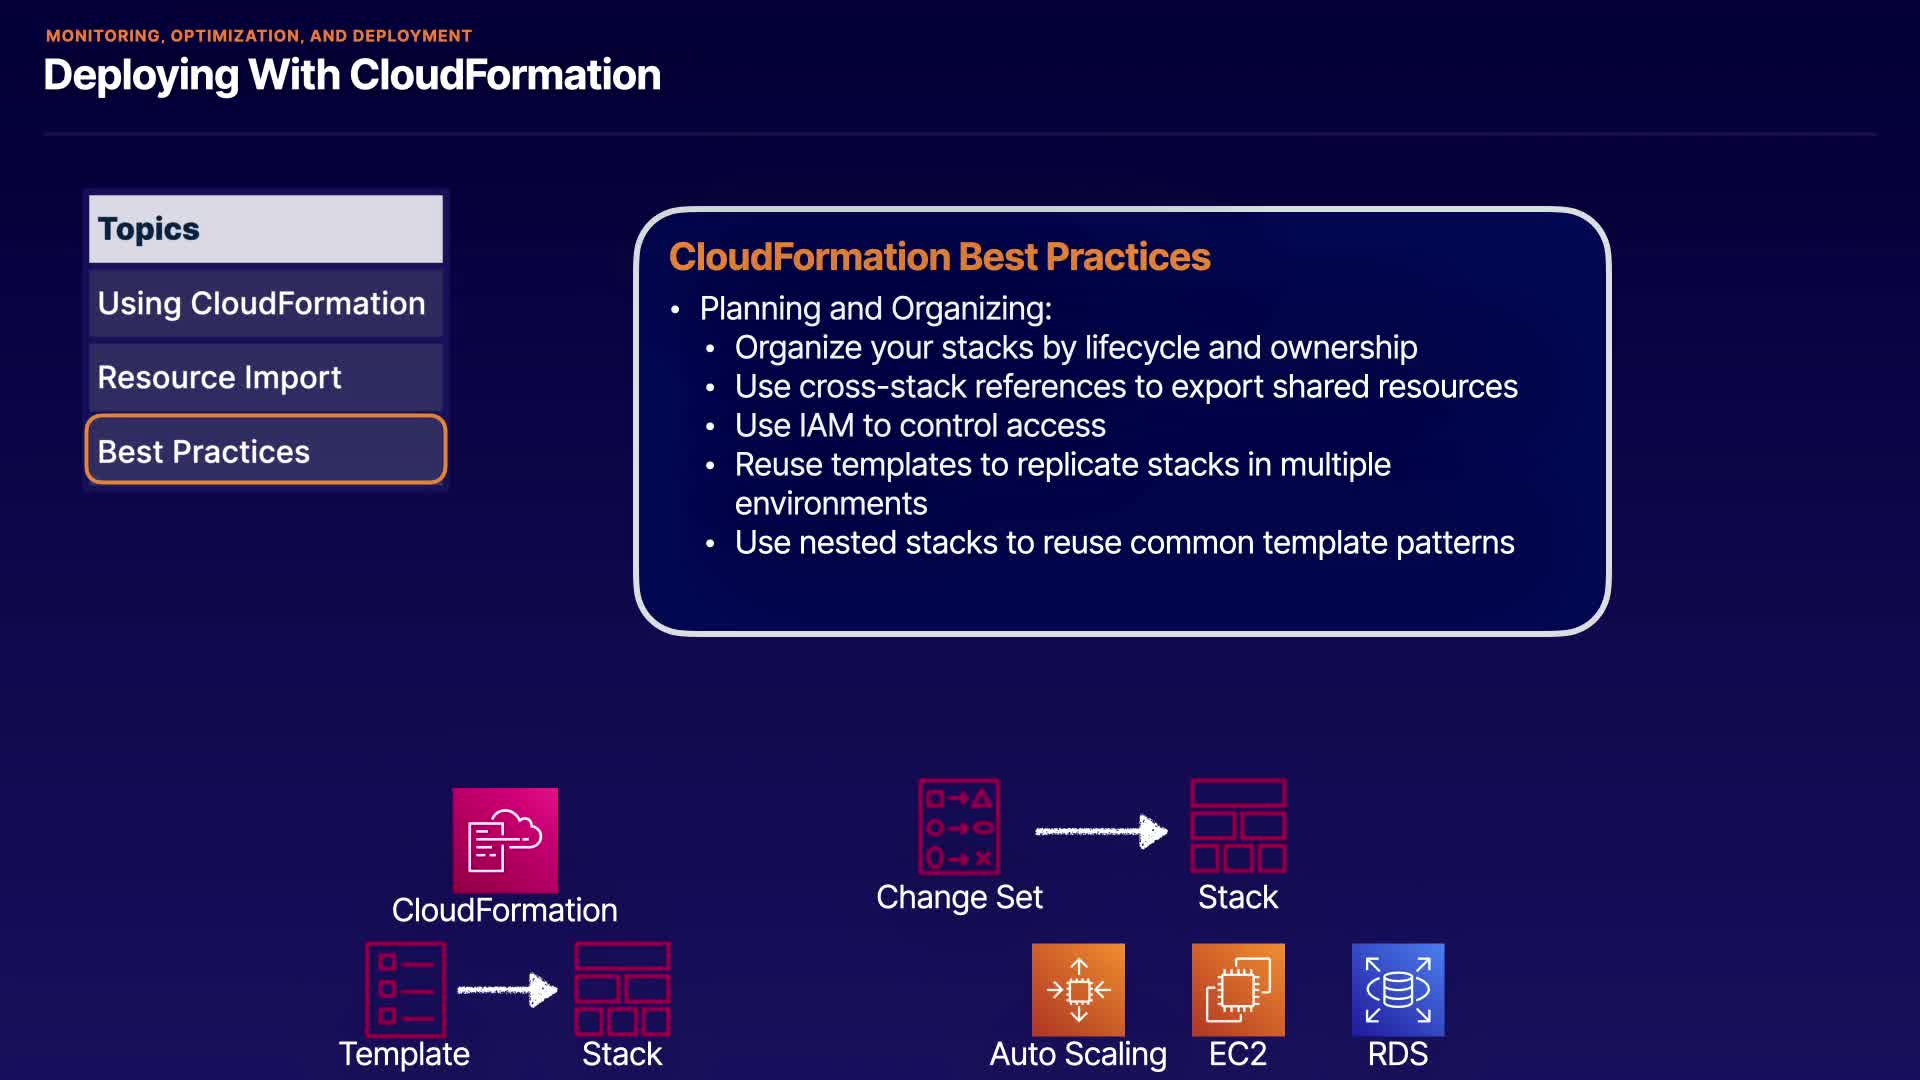 MONITORING, OPTIMIZATION, AND DEPLOYMENT
Deploying With CloudFormation
Topics
Using CloudFormation
Resource Import
Best Practices
CloudFormation Best Practices
• Planning and Organizing:
• Organize your stacks by lifecycle and ownership
• Use cross-stack references to export shared resources
• Use IAM to control access
• Reuse templates to replicate stacks in multiple
environments
• Use nested stacks to reuse common template patterns
CloudFormation
Template
Stack
Change Set
Stack
Auto Scaling
EC2
RDS